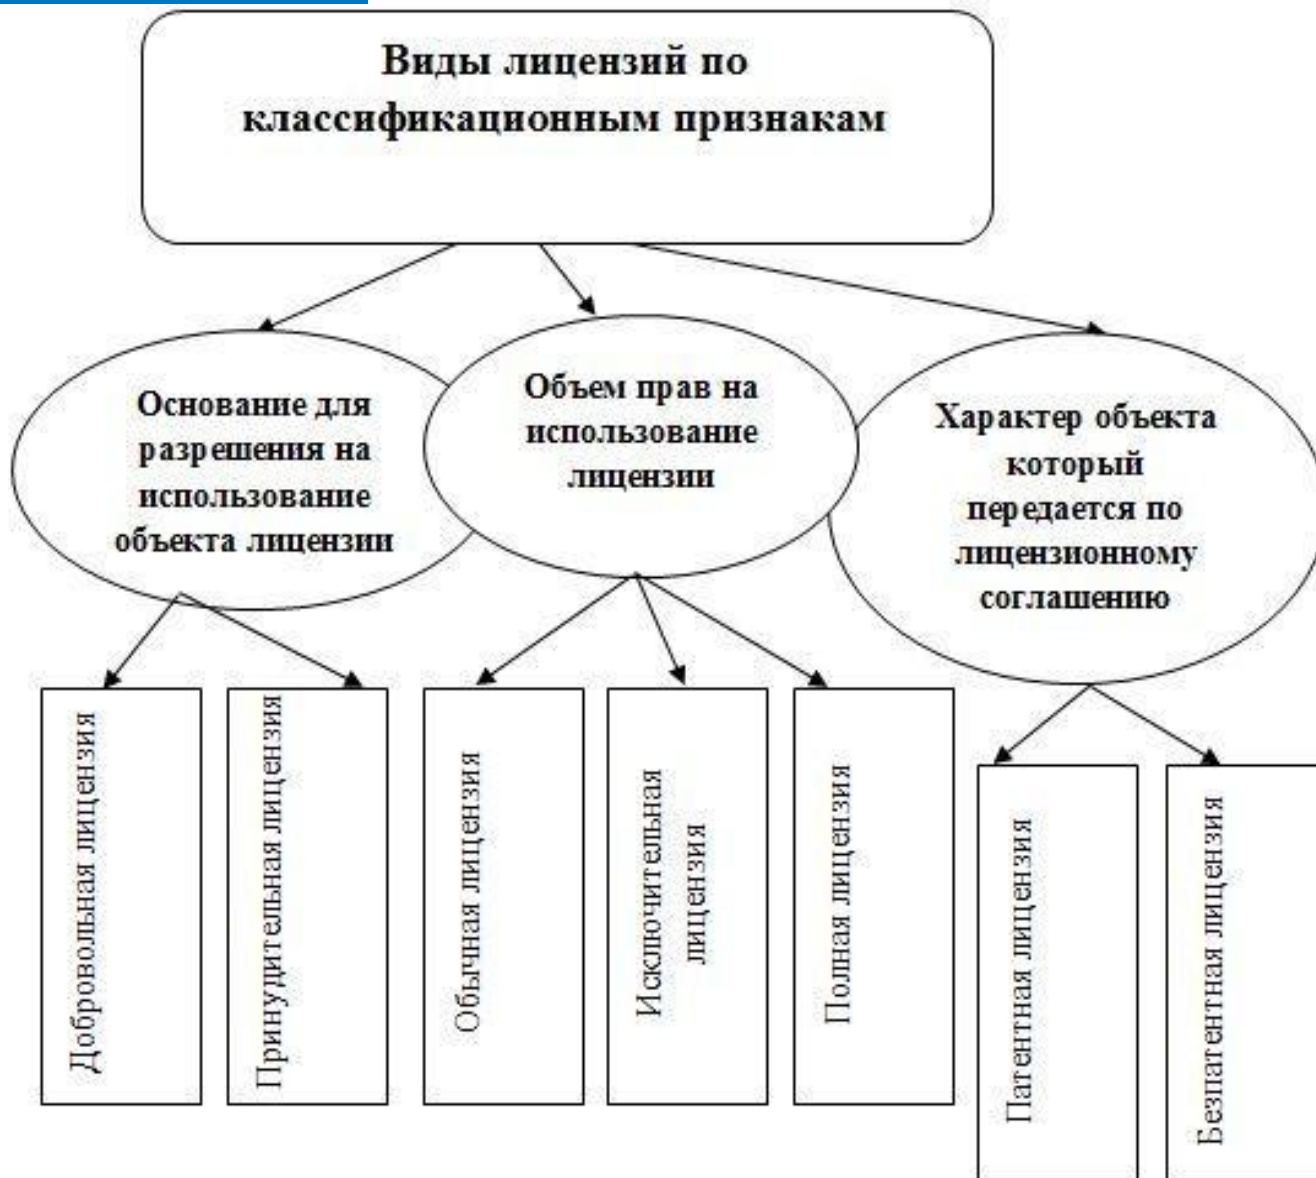 Виды лицензий по
классификационным признакам
Основание для
разрешения на
использование
объекта лицензии
Объем прав на
использование
лицензии
Характер объекта
который
передается по
лицензионному
соглашению
Добровольная лицензия
Принудительная лицензия
Обычная лицензия
Исключительная
лицензия
Полная лицензия
Патентная лицензия
Безпатентная лицензия